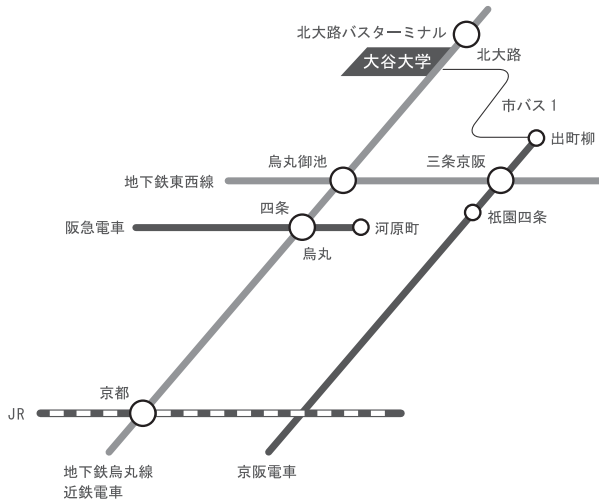 北大路バスターミナル
北大路
大谷大学
市バス1
出町柳
烏丸御池
三条京阪
地下鉄東西線
四条
祇園四条
阪急電車
河原町
烏丸
京都
JR
地下鉄烏丸線
近鉄電車
京阪電車